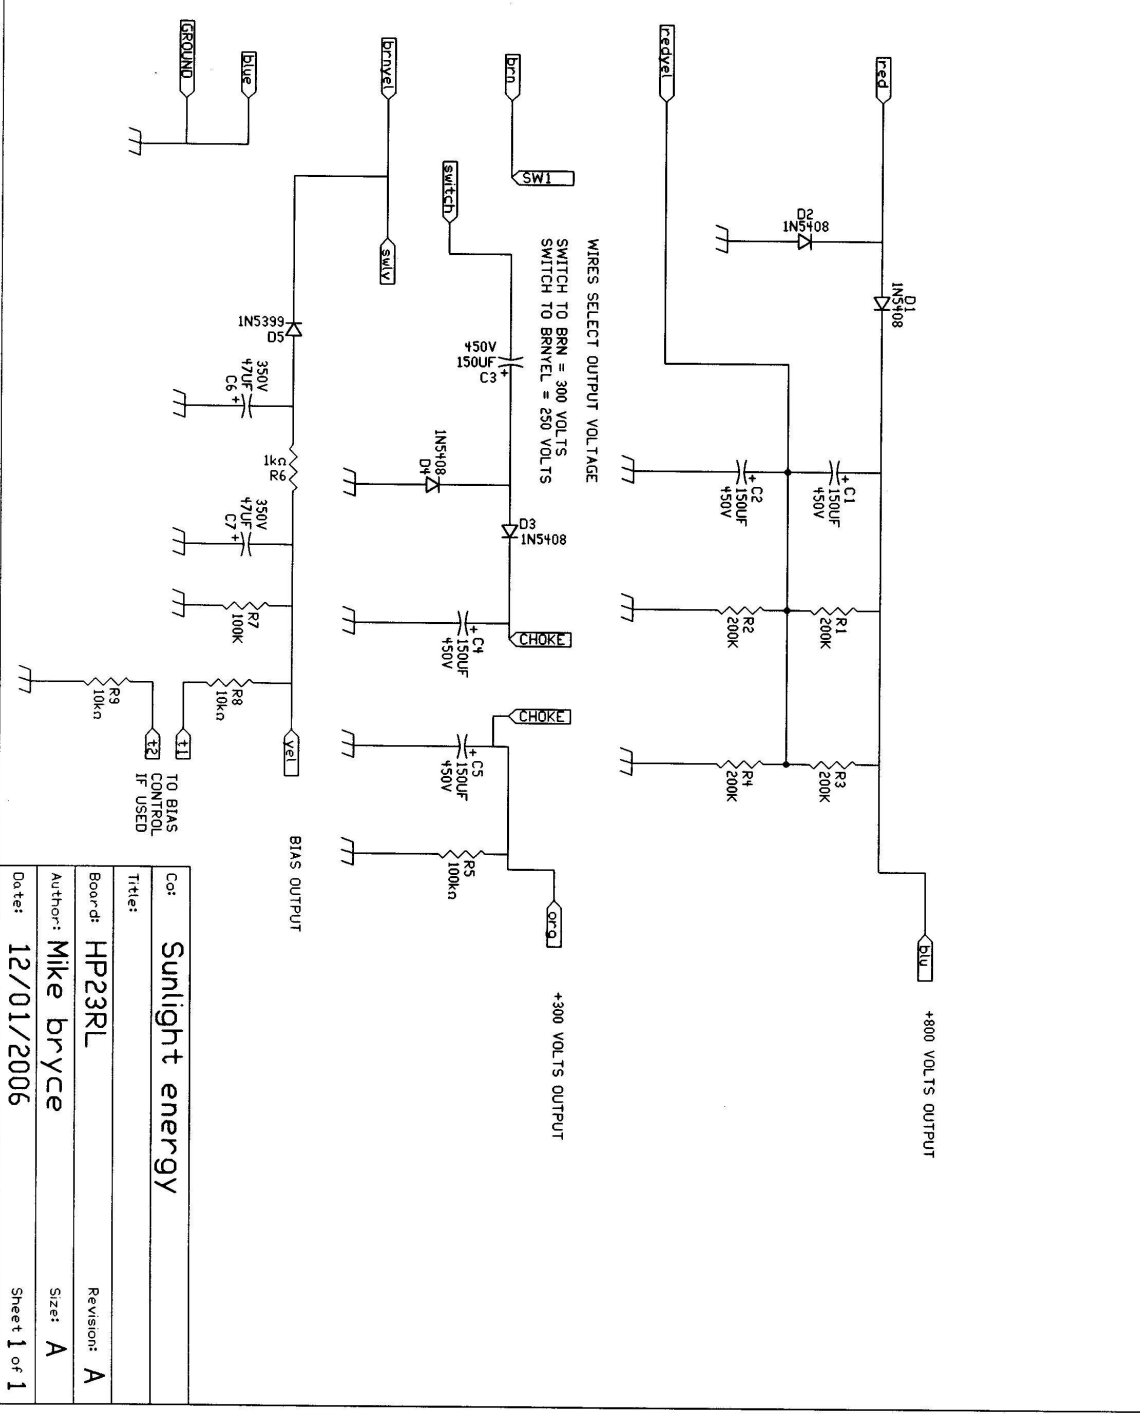 red
D1
1N5408
D2
1N5408
C1
150UF
450V
+
R1
200K
R3
200K
blu
+800 VOLTS OUTPUT
redyel
C2
150UF
450V
+
R2
200K
R4
200K
WIRES SELECT OUTPUT VOLTAGE
SWITCH TO BRN = 300 VOLTS
SWITCH TO BRNYEL = 250 VOLTS
brn
SW1
switch
450V
150UF
C3
+
1N5408
D4
D3
1N5408
CHOKE
C4
150UF
450V
+
CHOKE
C5
150UF
450V
+
R5
100kΩ
org
+300 VOLTS OUTPUT
brnyel
swly
1N5399
D5
350V
47UF
C6
+
1kΩ
R6
350V
47UF
C7
+
R7
100K
R8
10kΩ
R9
10kΩ
yel
BIAS OUTPUT
t1
t2
TO BIAS
CONTROL
IF USED
blue
GROUND
Co: Sunlight energy
Title:
Board: HP23RL Revision: A
Author: Mike bryce Size: A
Date: 12/01/2006 Sheet 1 of 1